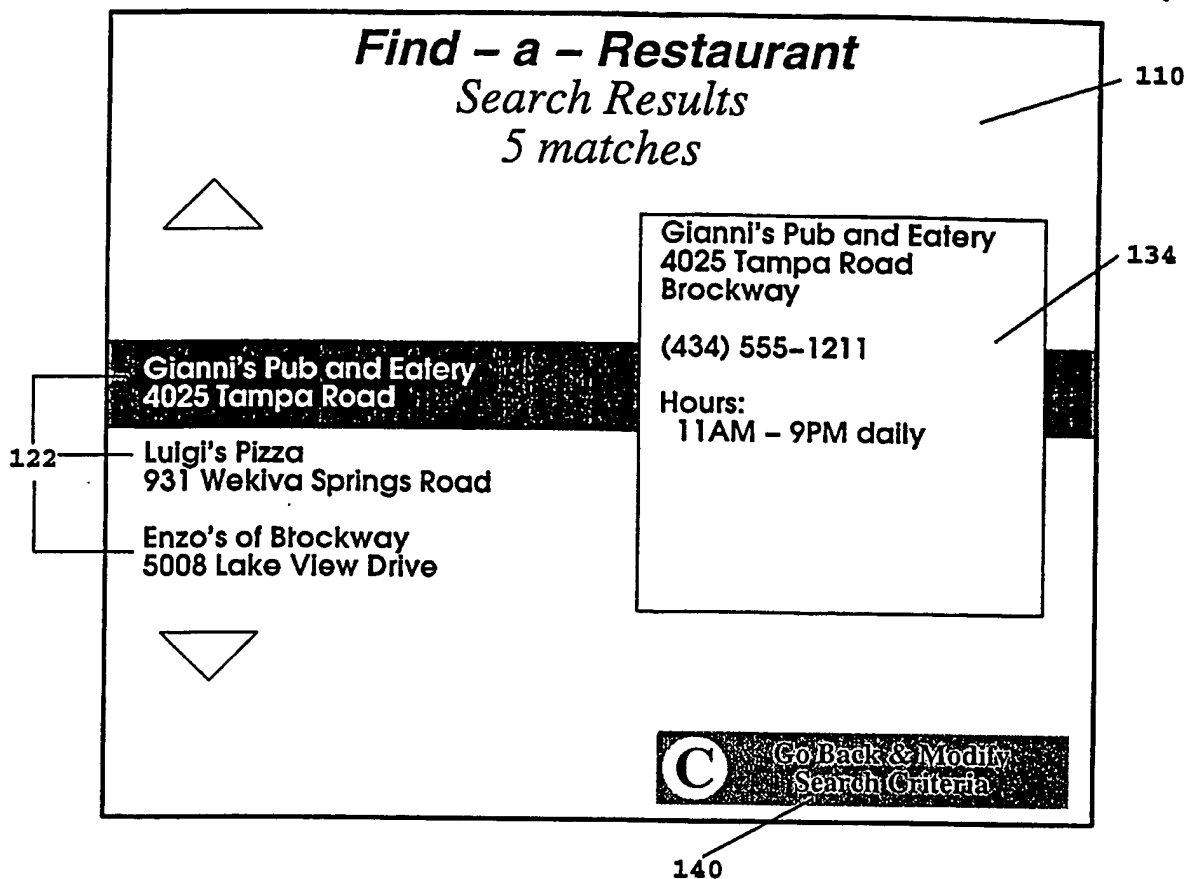 Find – a – Restaurant
Search Results
5 matches
110
Gianni's Pub and Eatery
4025 Tampa Road
Brockway
(434) 555–1211
Hours:
11AM – 9PM daily
134
Gianni's Pub and Eatery
4025 Tampa Road
122
Luigi's Pizza
931 Wekiva Springs Road
Enzo's of Brockway
5008 Lake View Drive
C Go Back & Modify
Search Criteria
140